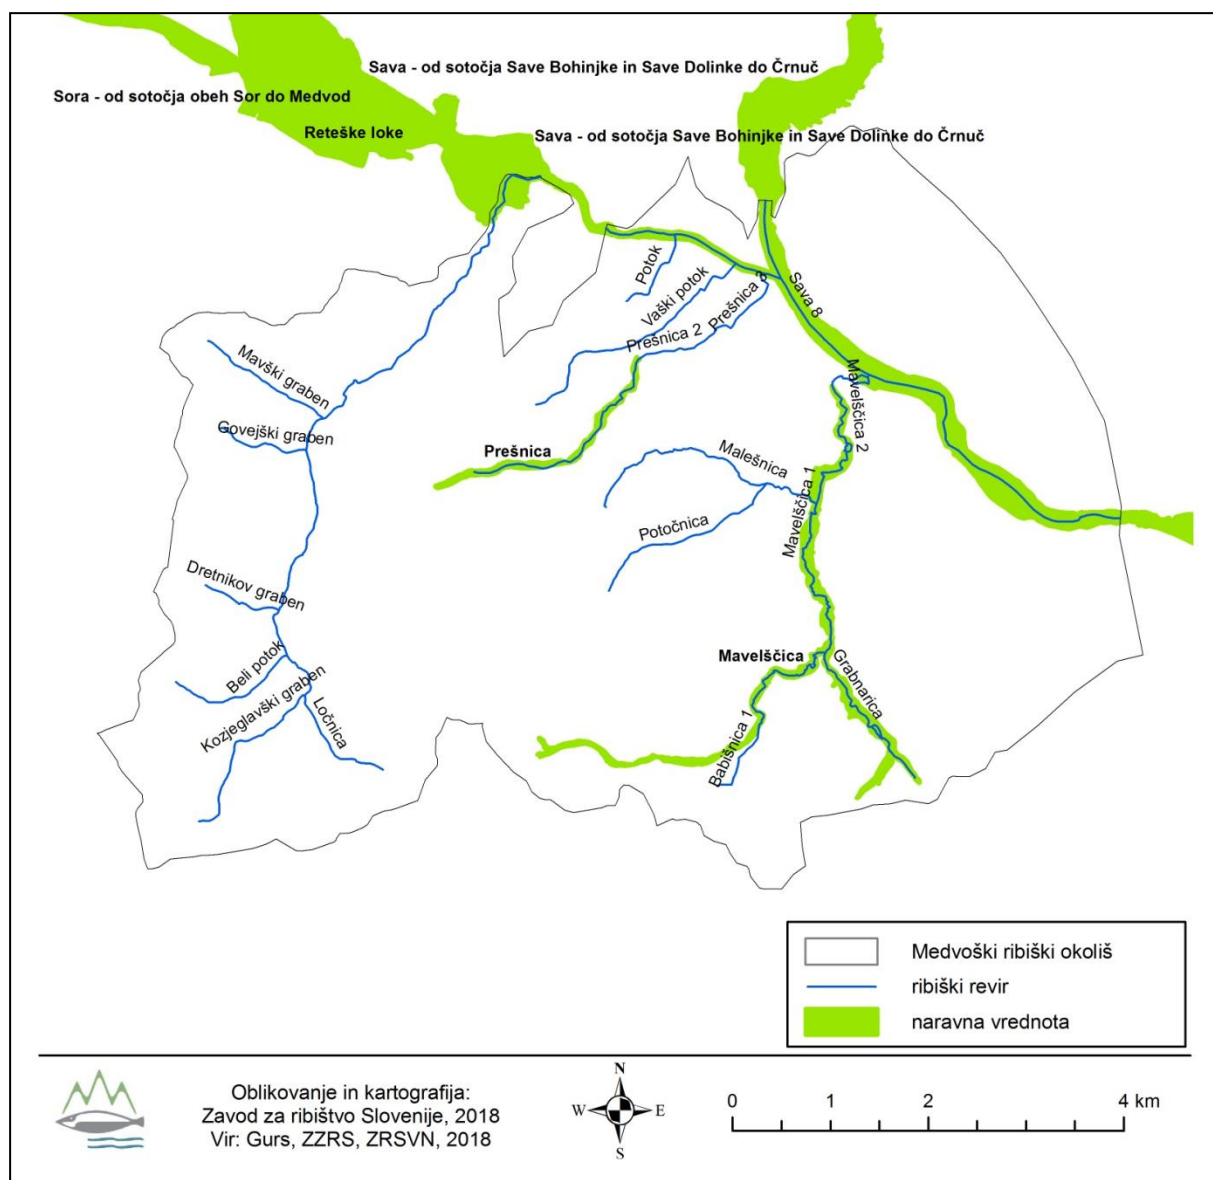 Sava - od sotočja Save Bohinjke in Save Dolinke do Črnuč
Sora - od sotočja obeh Sor do Medvod
Reteške loke
Sava - od sotočja Save Bohinjke in Save Dolinke do Črnuč
Potok
Vaški potok
Prešnica 3
Sava 8
Prešnica 2
Mavški graben
Govejški graben
Mavelščica 2
Prešnica
Malešnica
Mavelščica 1
Potočnica
Dretnikov graben
Beli potok
Kozjeglavški graben
Ločnica
Mavelščica
Grabnarica
Babišnica 1
Medvoški ribiški okoliš
ribiški revir
naravna vrednota
Oblikovanje in kartografija:
Zavod za ribištvo Slovenije, 2018
Vir: Gurs, ZZRS, ZRSVN, 2018
N
W E
S
0 1 2 4 km